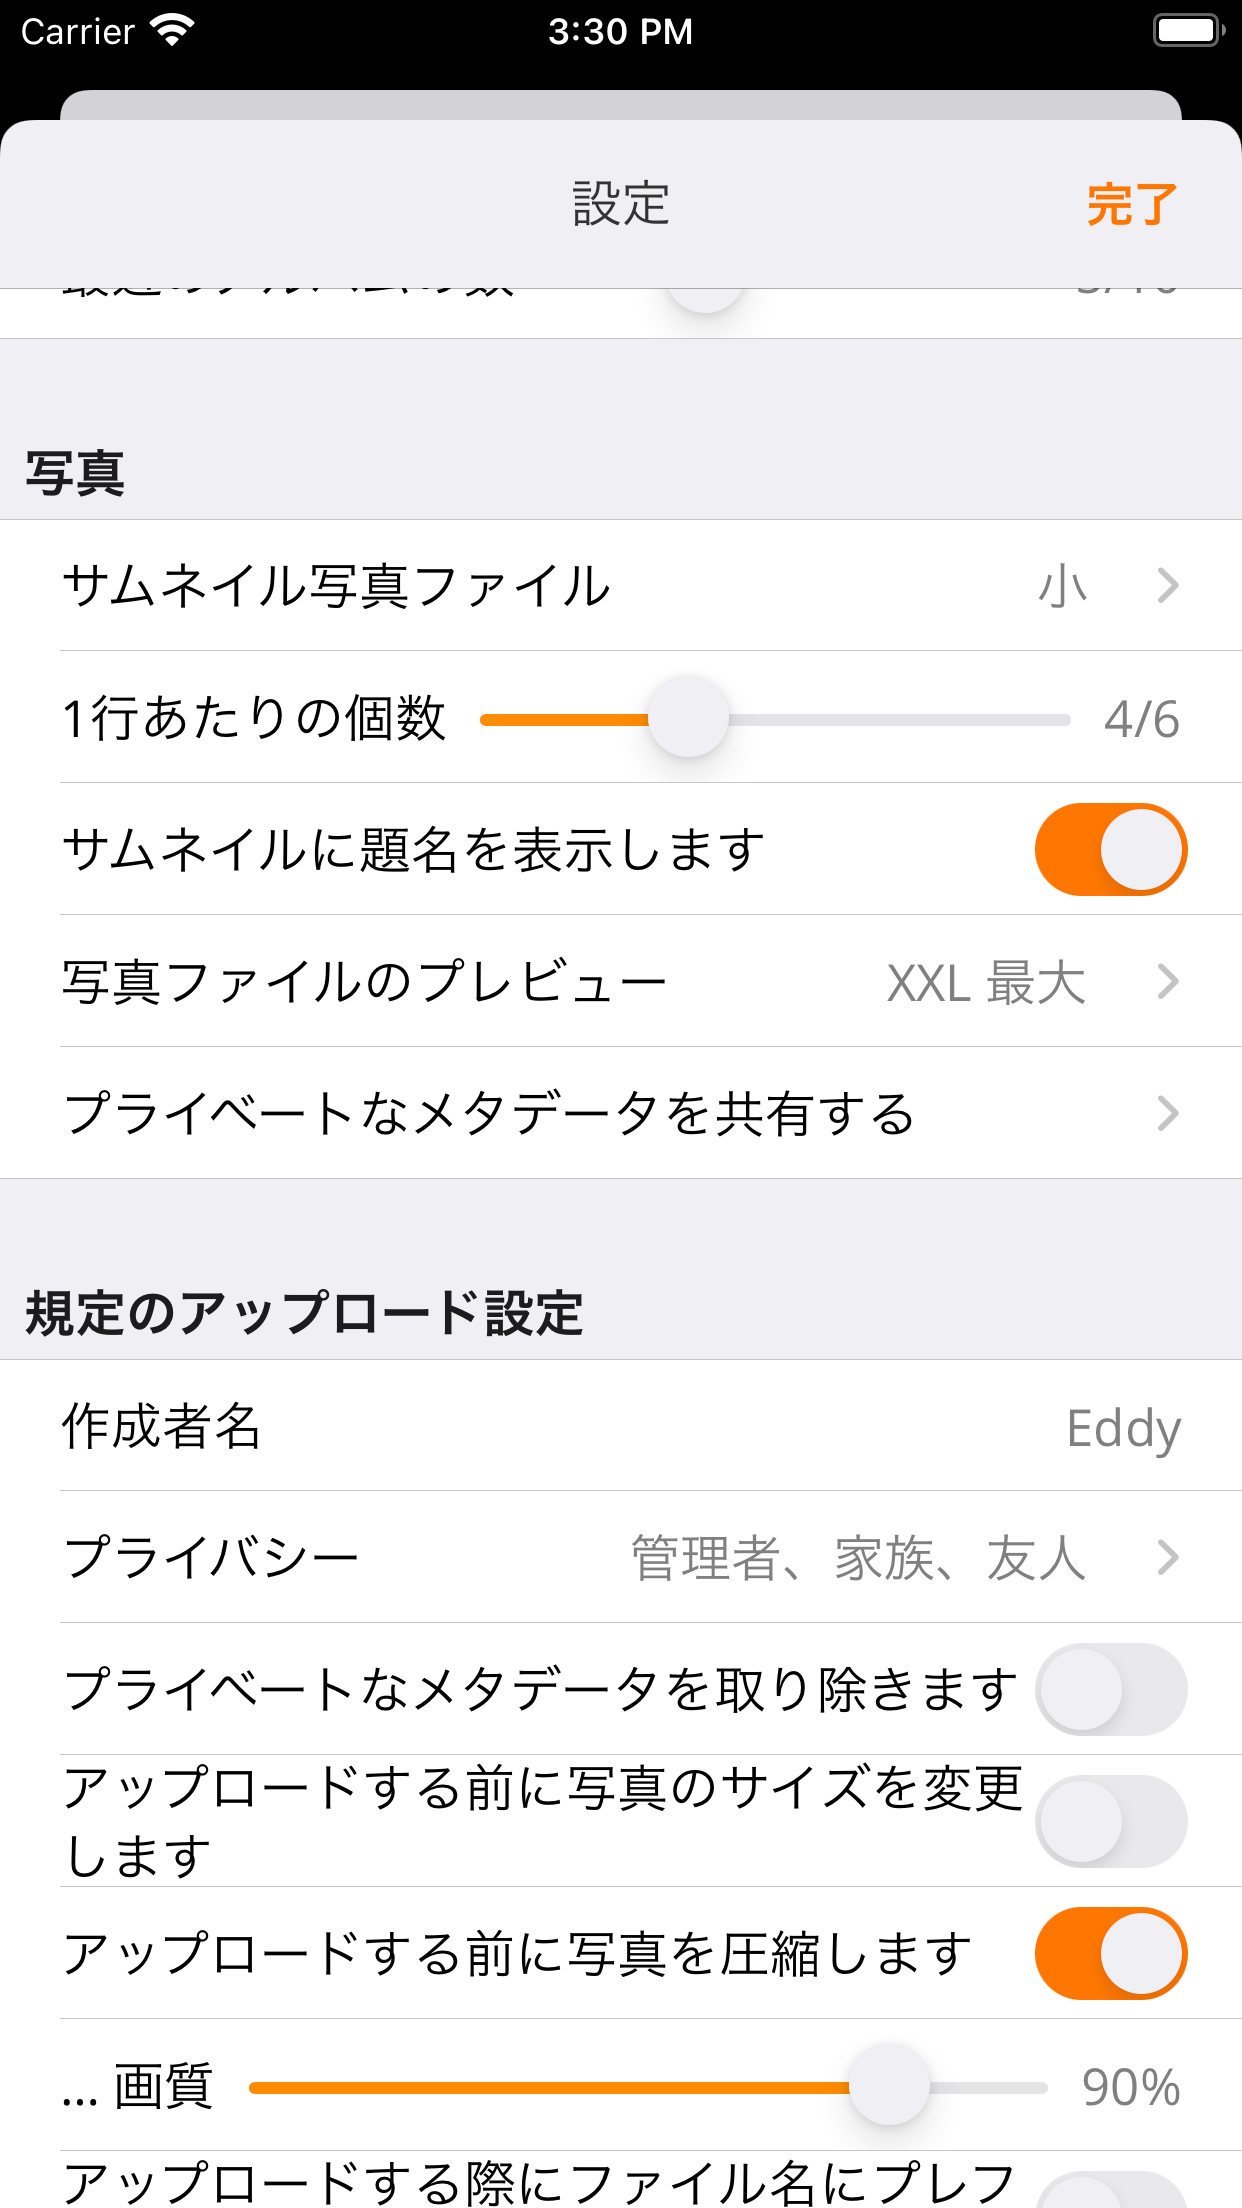 Carrier
3:30 PM
設定
完了
最近のアルバムの数
写真
サムネイル写真ファイル 小
1行あたりの個数 4/6
サムネイルに題名を表示します
写真ファイルのプレビュー XXL 最大
プライベートなメタデータを共有する
規定のアップロード設定
作成者名 Eddy
プライバシー 管理者、家族、友人
プライベートなメタデータを取り除きます
アップロードする前に写真のサイズを変更
します
アップロードする前に写真を圧縮します
... 画質 90%
アップロードする際にファイル名にプレフ